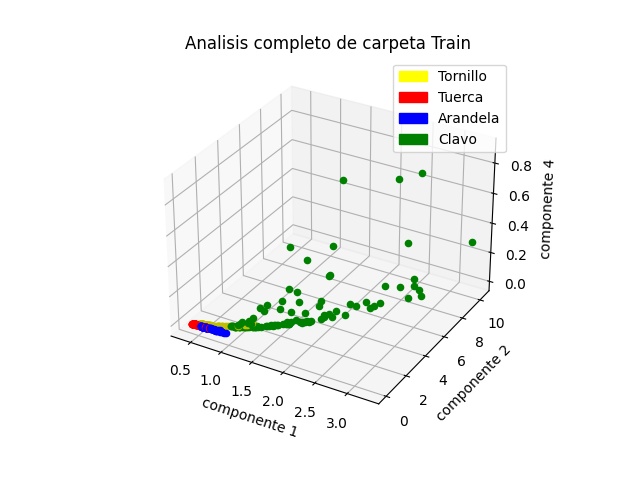 Analisis completo de carpeta Train
Tornillo
Tuerca
Arandela
Clavo
componente 4
0.8
0.6
0.4
0.2
0.0
componente 2
10
8
6
4
2
0
componente 1
0.5
1.0
1.5
2.0
2.5
3.0